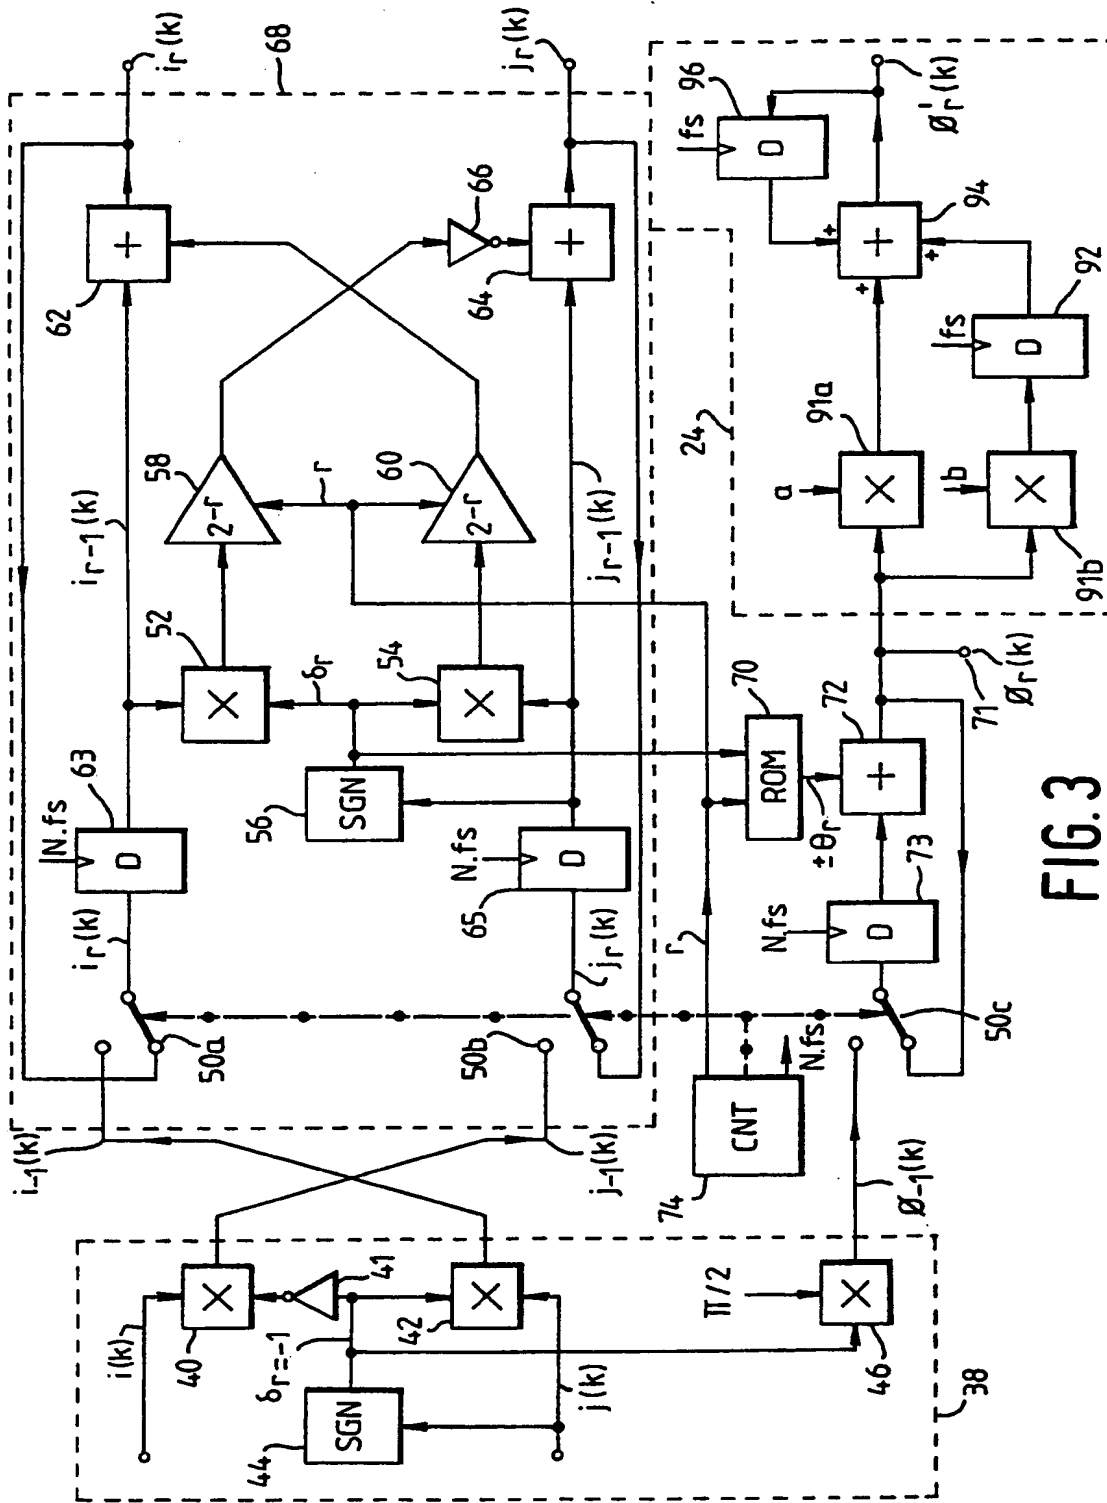 i(k)
40
41
δr=-1
42
44
SGN
j(k)
π/2
46
38
i-1(k)
j-1(k)
Ø-1(k)
50a
50b
50c
74
CNT
N.fs
r
ir(k)
N.fs
63
D
jr(k)
N.fs
65
D
56
SGN
52
δr
54
ir-1(k)
jr-1(k)
58
2-r
r
60
2-r
62
+
64
+
66
68
ir(k)
jr(k)
70
ROM
±θr
72
+
N.fs
D
73
71
Ør(k)
24
a
91a
b
91b
fs
D
92
+
+
+
+
94
fs
D
96
Ø'r(k)
FIG. 3